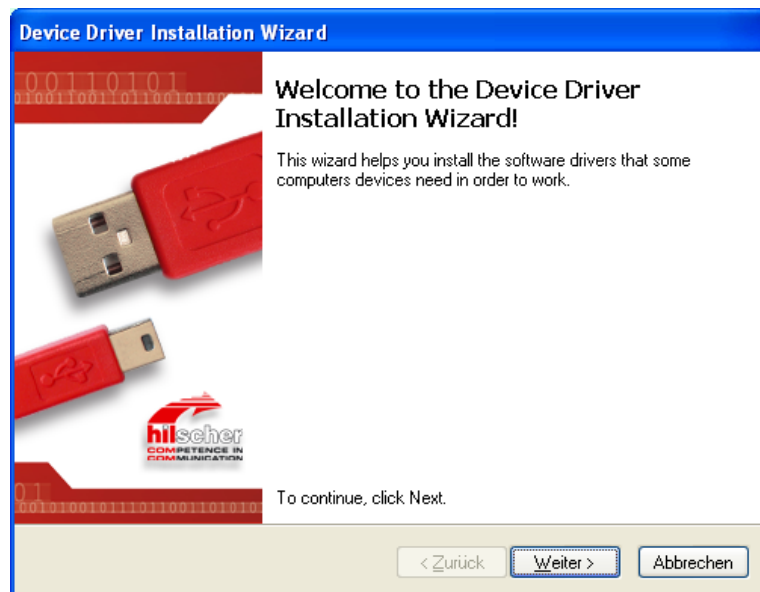 Device Driver Installation Wizard
00110101
Welcome to the Device Driver
Installation Wizard!
This wizard helps you install the software drivers that some
computers devices need in order to work.
hilscher
COMPETENCE IN
COMMUNICATION
01
To continue, click Next.
< Zurück
Weiter >
Abbrechen